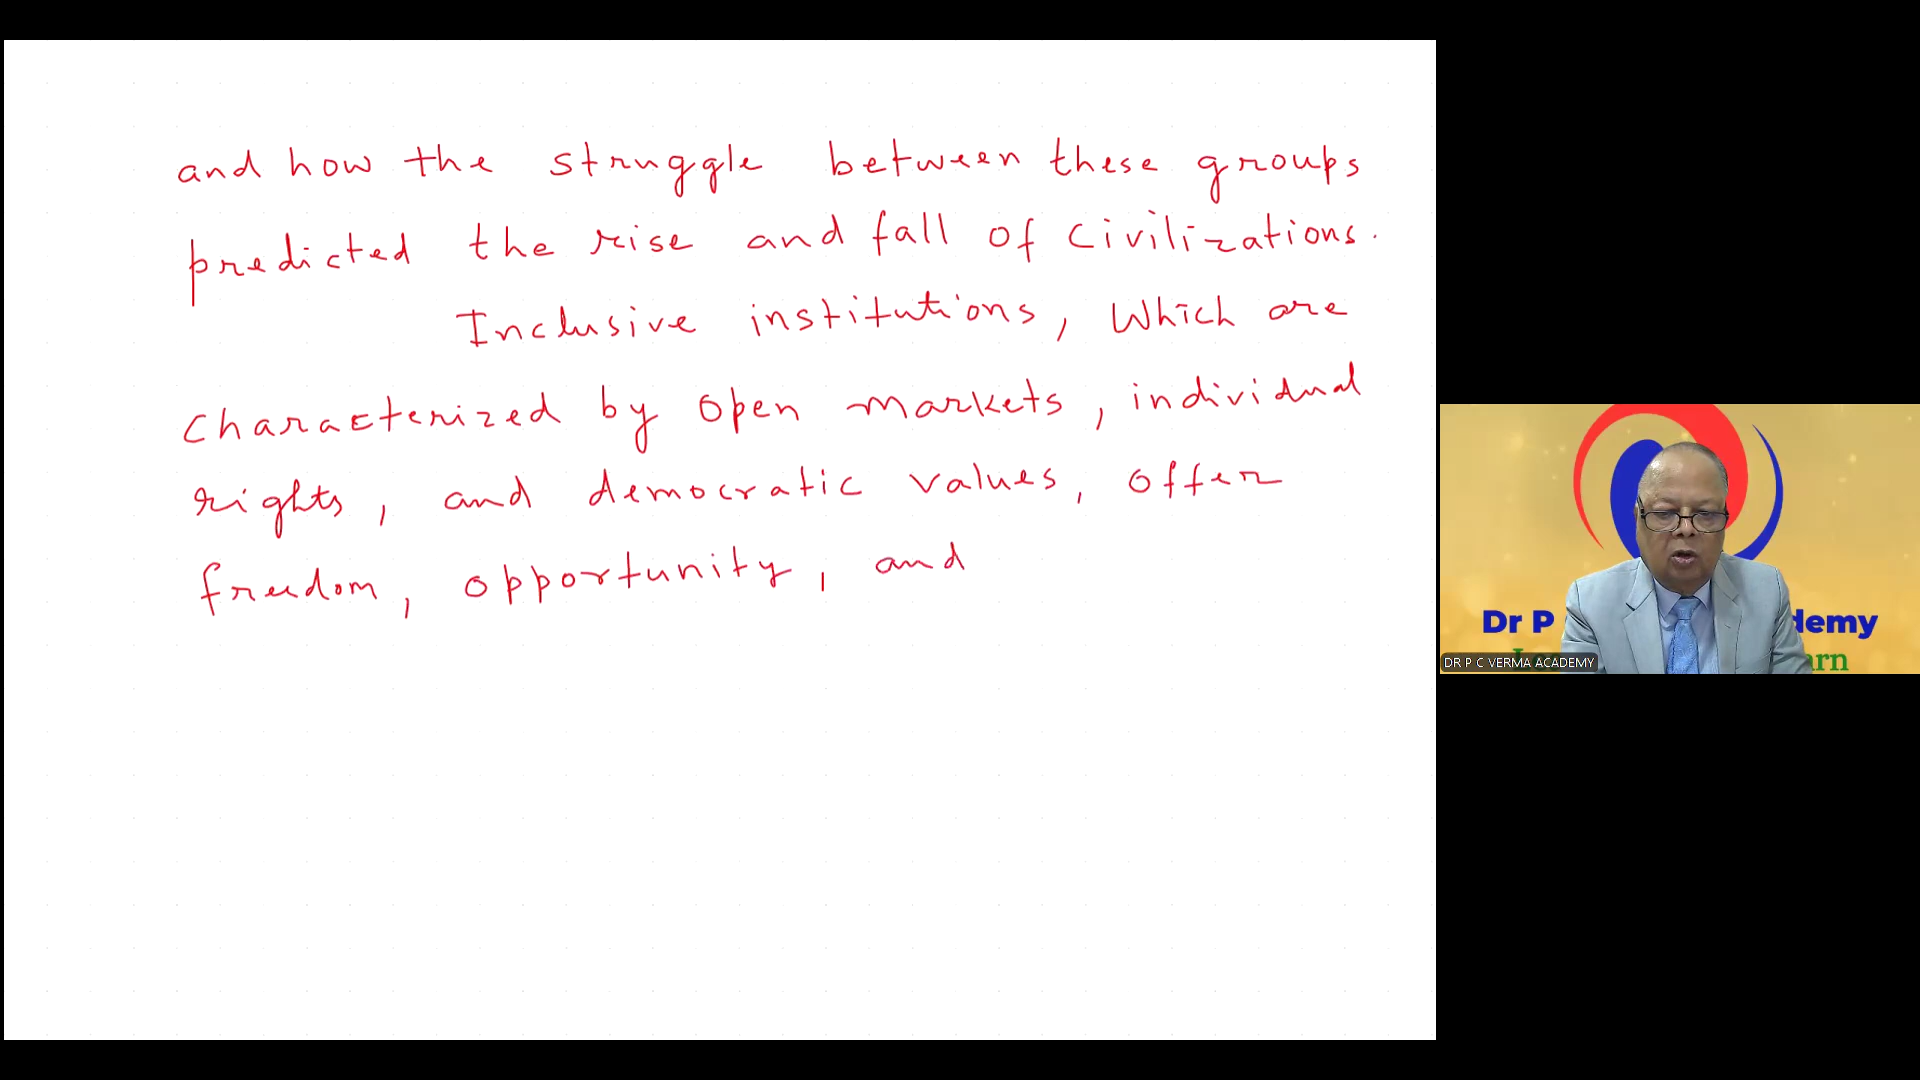 and how the struggle between these groups
predicted the rise and fall of civilizations.
Inclusive institutions, Which are
characterized by open markets, individual
rights, and democratic values, offer
freedom, opportunity, and
Dr P demy
arn
DR P C VERMA ACADEMY